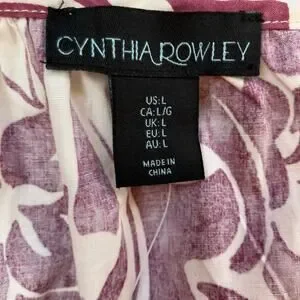 CYNTHIA ROWLEY
US:L
CA:L/G
UK:L
EU:L
AU:L
MADE IN
CHINA